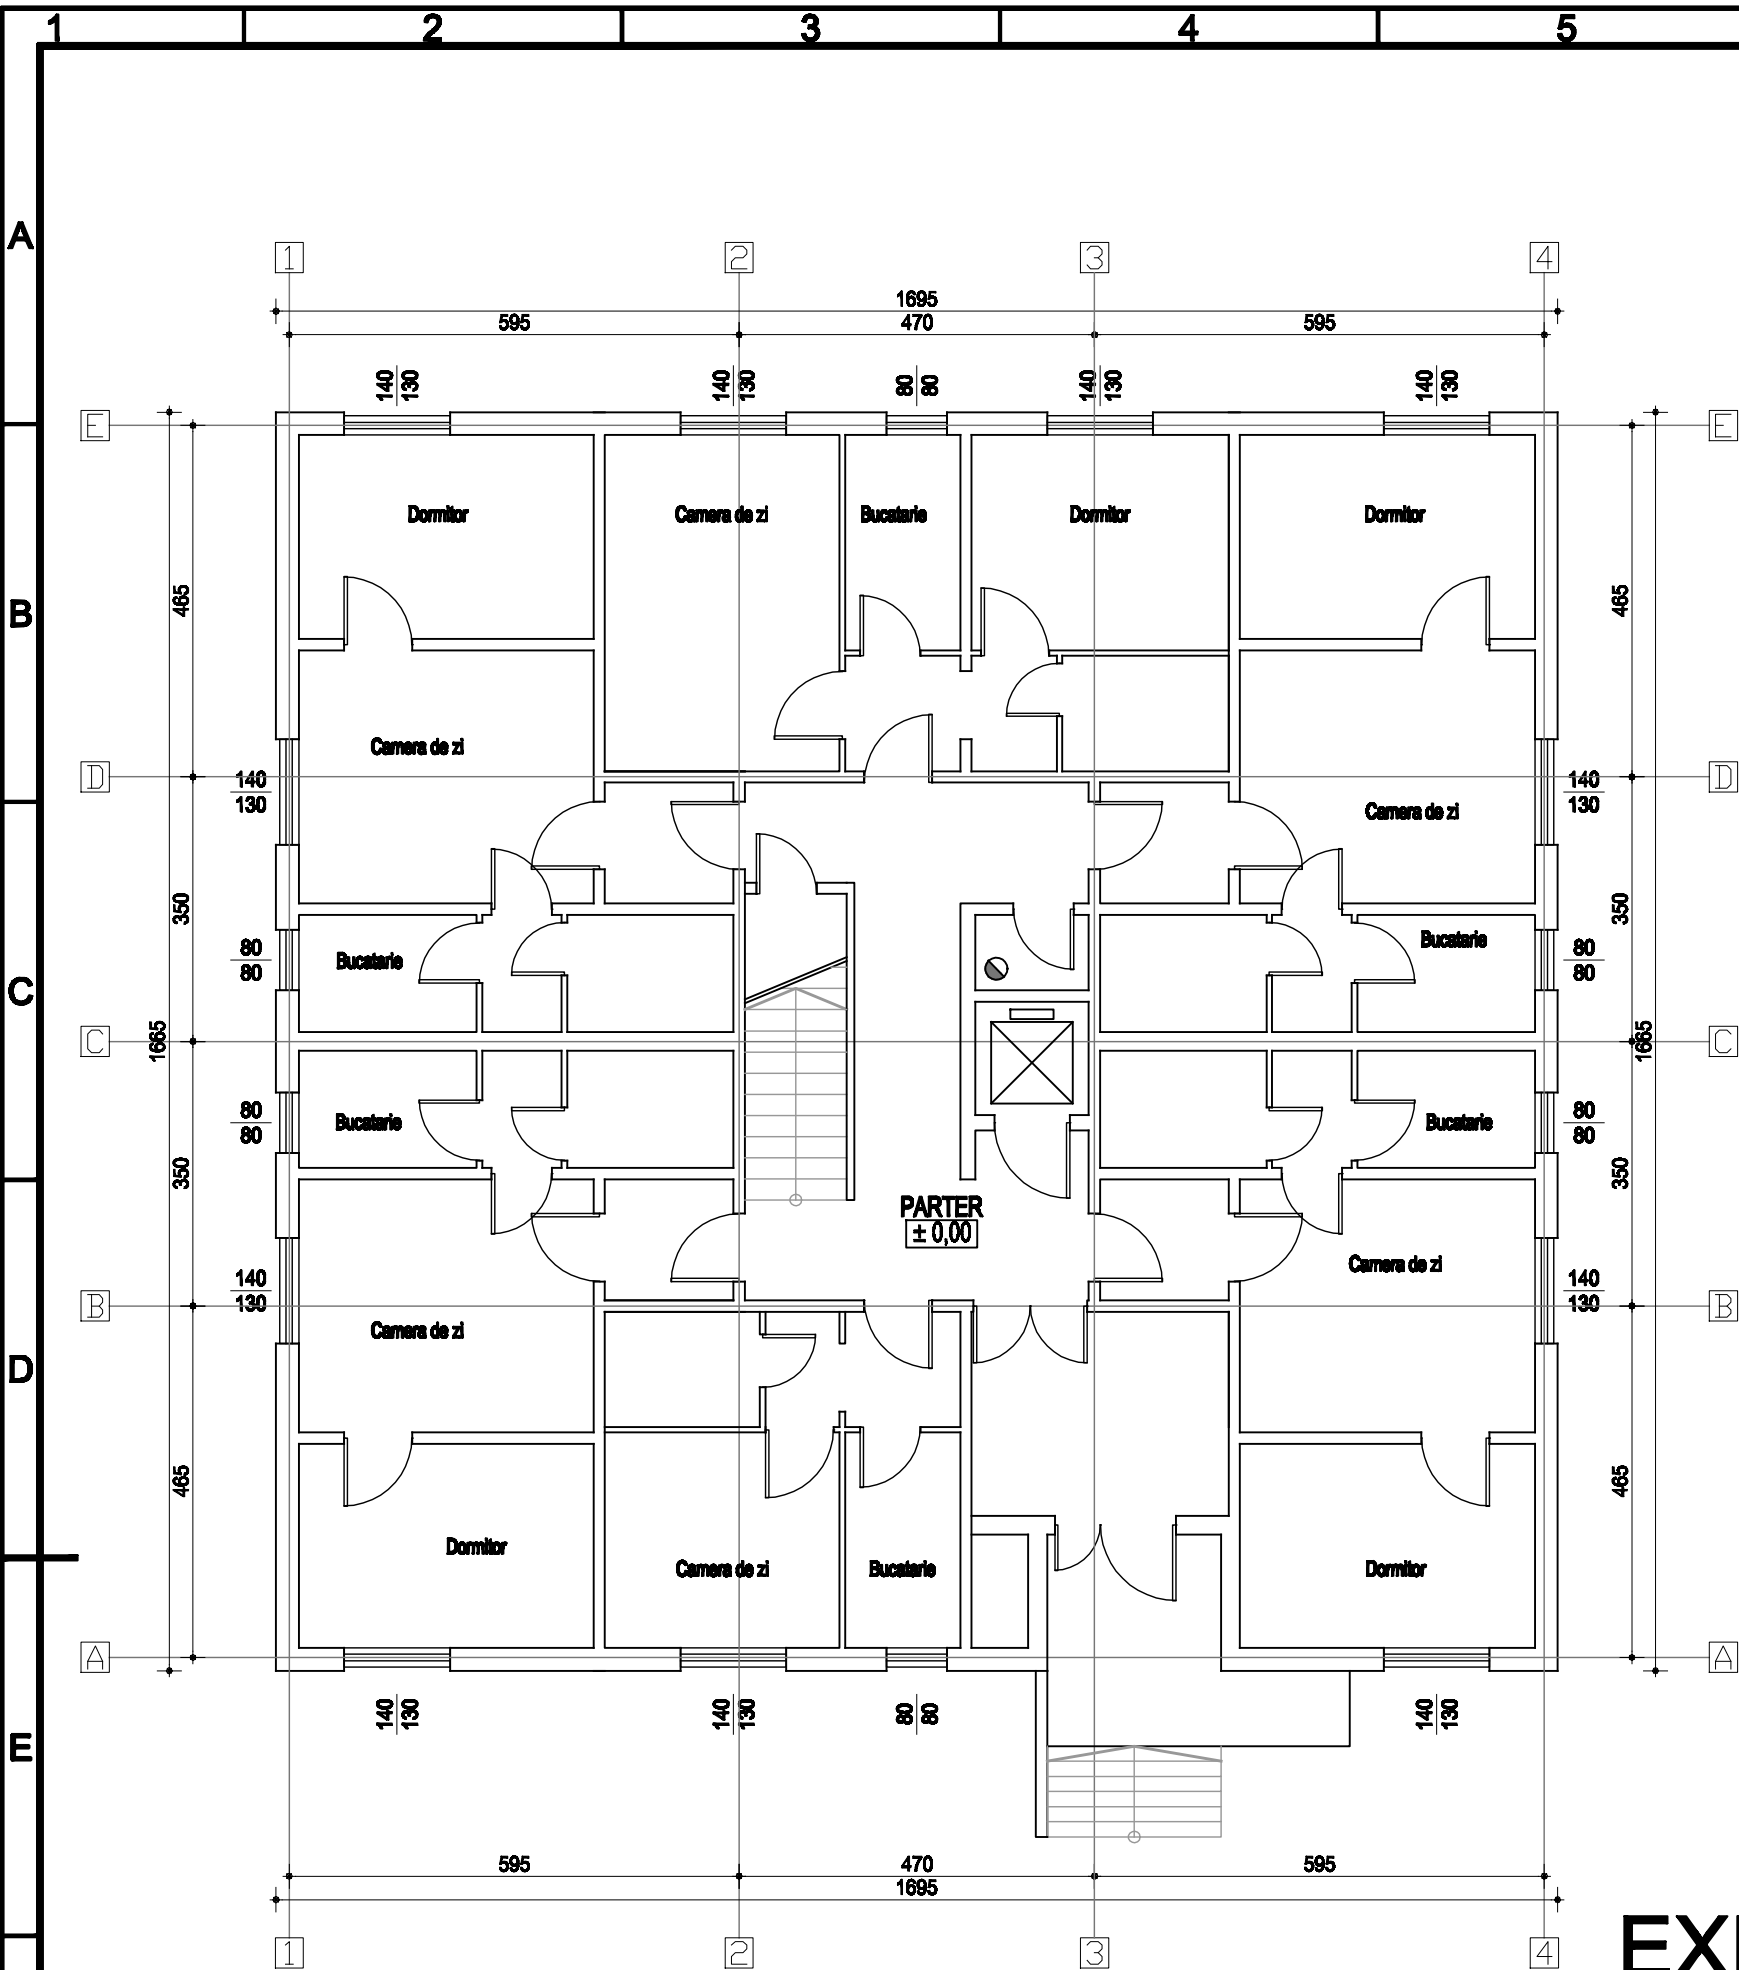 1 2 3 4 5
A
1 2 3 4
1695
595 470 595
140 130 140 130 80 80 140 130 140 130
E E
Dormitor Camera de zi Bucatarie Dormitor Dormitor
465 465
B
Camera de zi
D D
140 140
130 130
Camera de zi
350 350
Bucatarie
80 80
Bucatarie
80 80
C
1665 1665
C C
80 80
Bucatarie Bucatarie
80 80
350 350
PARTER
± 0,00
Camera de zi
140 140
130 130
B B
Camera de zi
D
465 465
Dormitor
Camera de zi Bucatarie Dormitor
A A
140 130 140 130 80 80 140 130
E
595 470 595
1695
1 2 3 4
EX